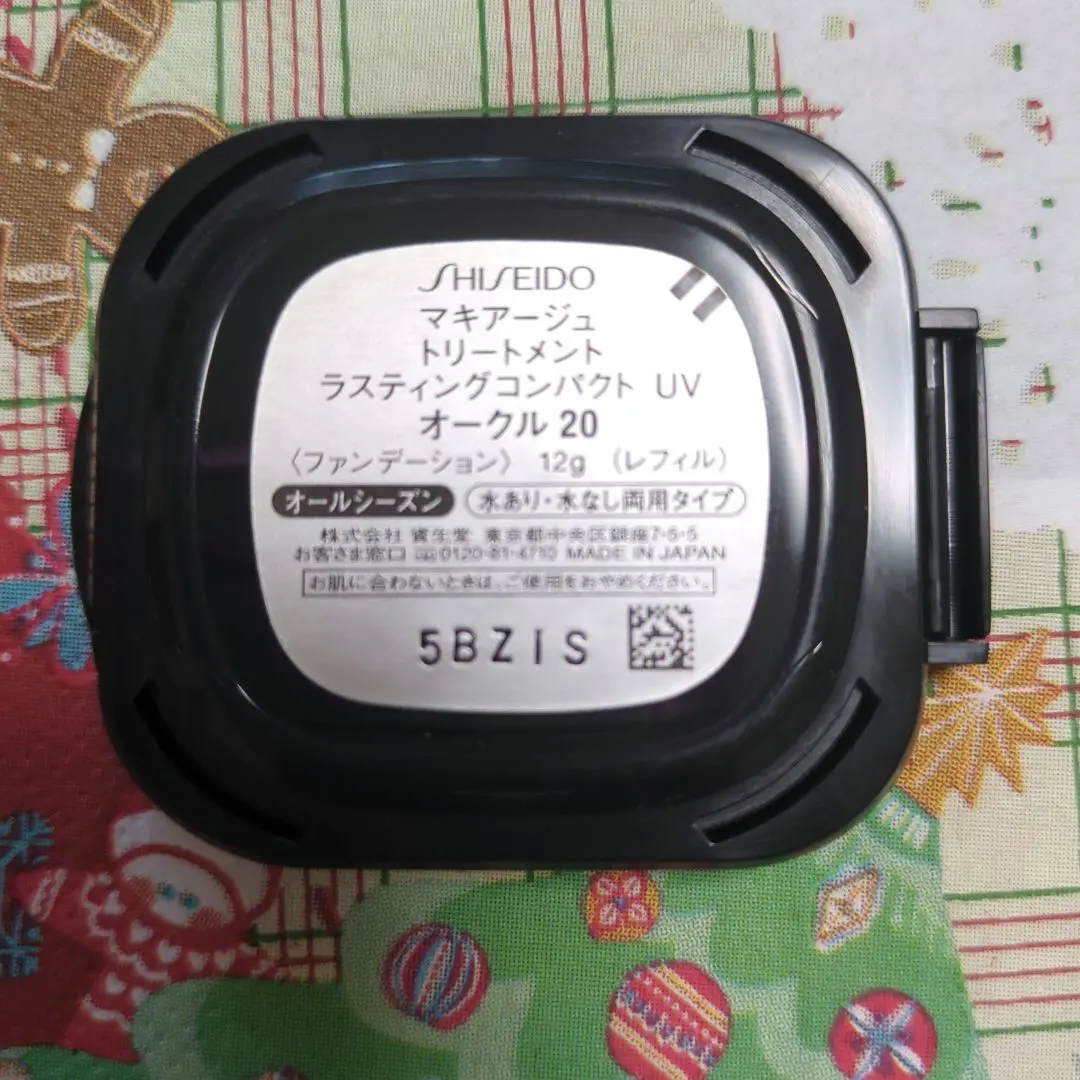 SHISEIDO
マキアージュ
トリートメント
ラスティングコンパクト UV
オークル 20
〈ファンデーション〉 12g (レフィル)
オールシーズン 水あり・水なし両用タイプ
株式会社 資生堂 東京都中央区銀座7-5-5
お客さま窓口 0120-81-4710 MADE IN JAPAN
お肌に合わないときは、ご使用をおやめください。
5BZIS